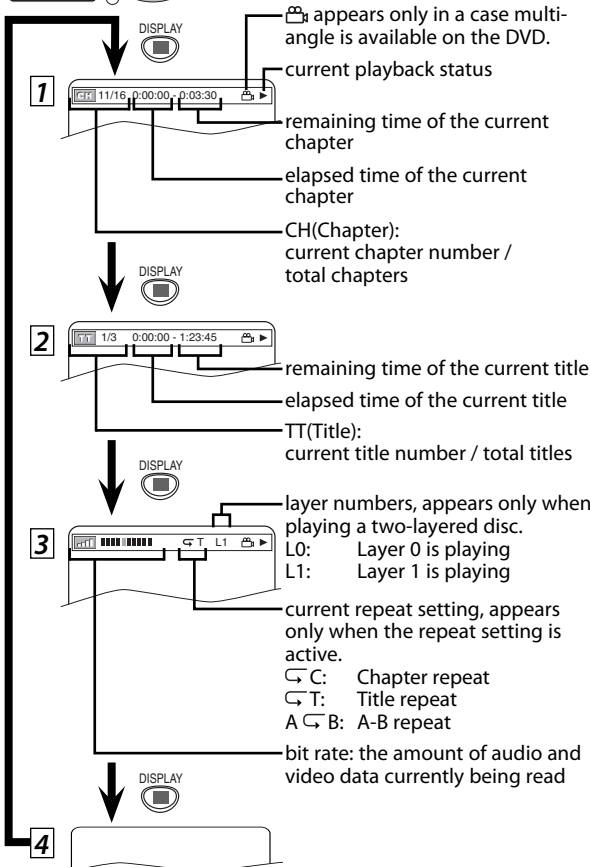 DISPLAY
appears only in a case multi-
angle is available on the DVD.
current playback status
1
CH 11/16 0:00:00 - 0:03:30
remaining time of the current
chapter
elapsed time of the current
chapter
CH(Chapter):
current chapter number /
total chapters
DISPLAY
2
TT 1/3 0:00:00 - 1:23:45
remaining time of the current title
elapsed time of the current title
TT(Title):
current title number / total titles
DISPLAY
layer numbers, appears only when
playing a two-layered disc.
L0: Layer 0 is playing
L1: Layer 1 is playing
3
T L1
current repeat setting, appears
only when the repeat setting is
active.
C: Chapter repeat
T: Title repeat
A B: A-B repeat
bit rate: the amount of audio and
video data currently being read
DISPLAY
4